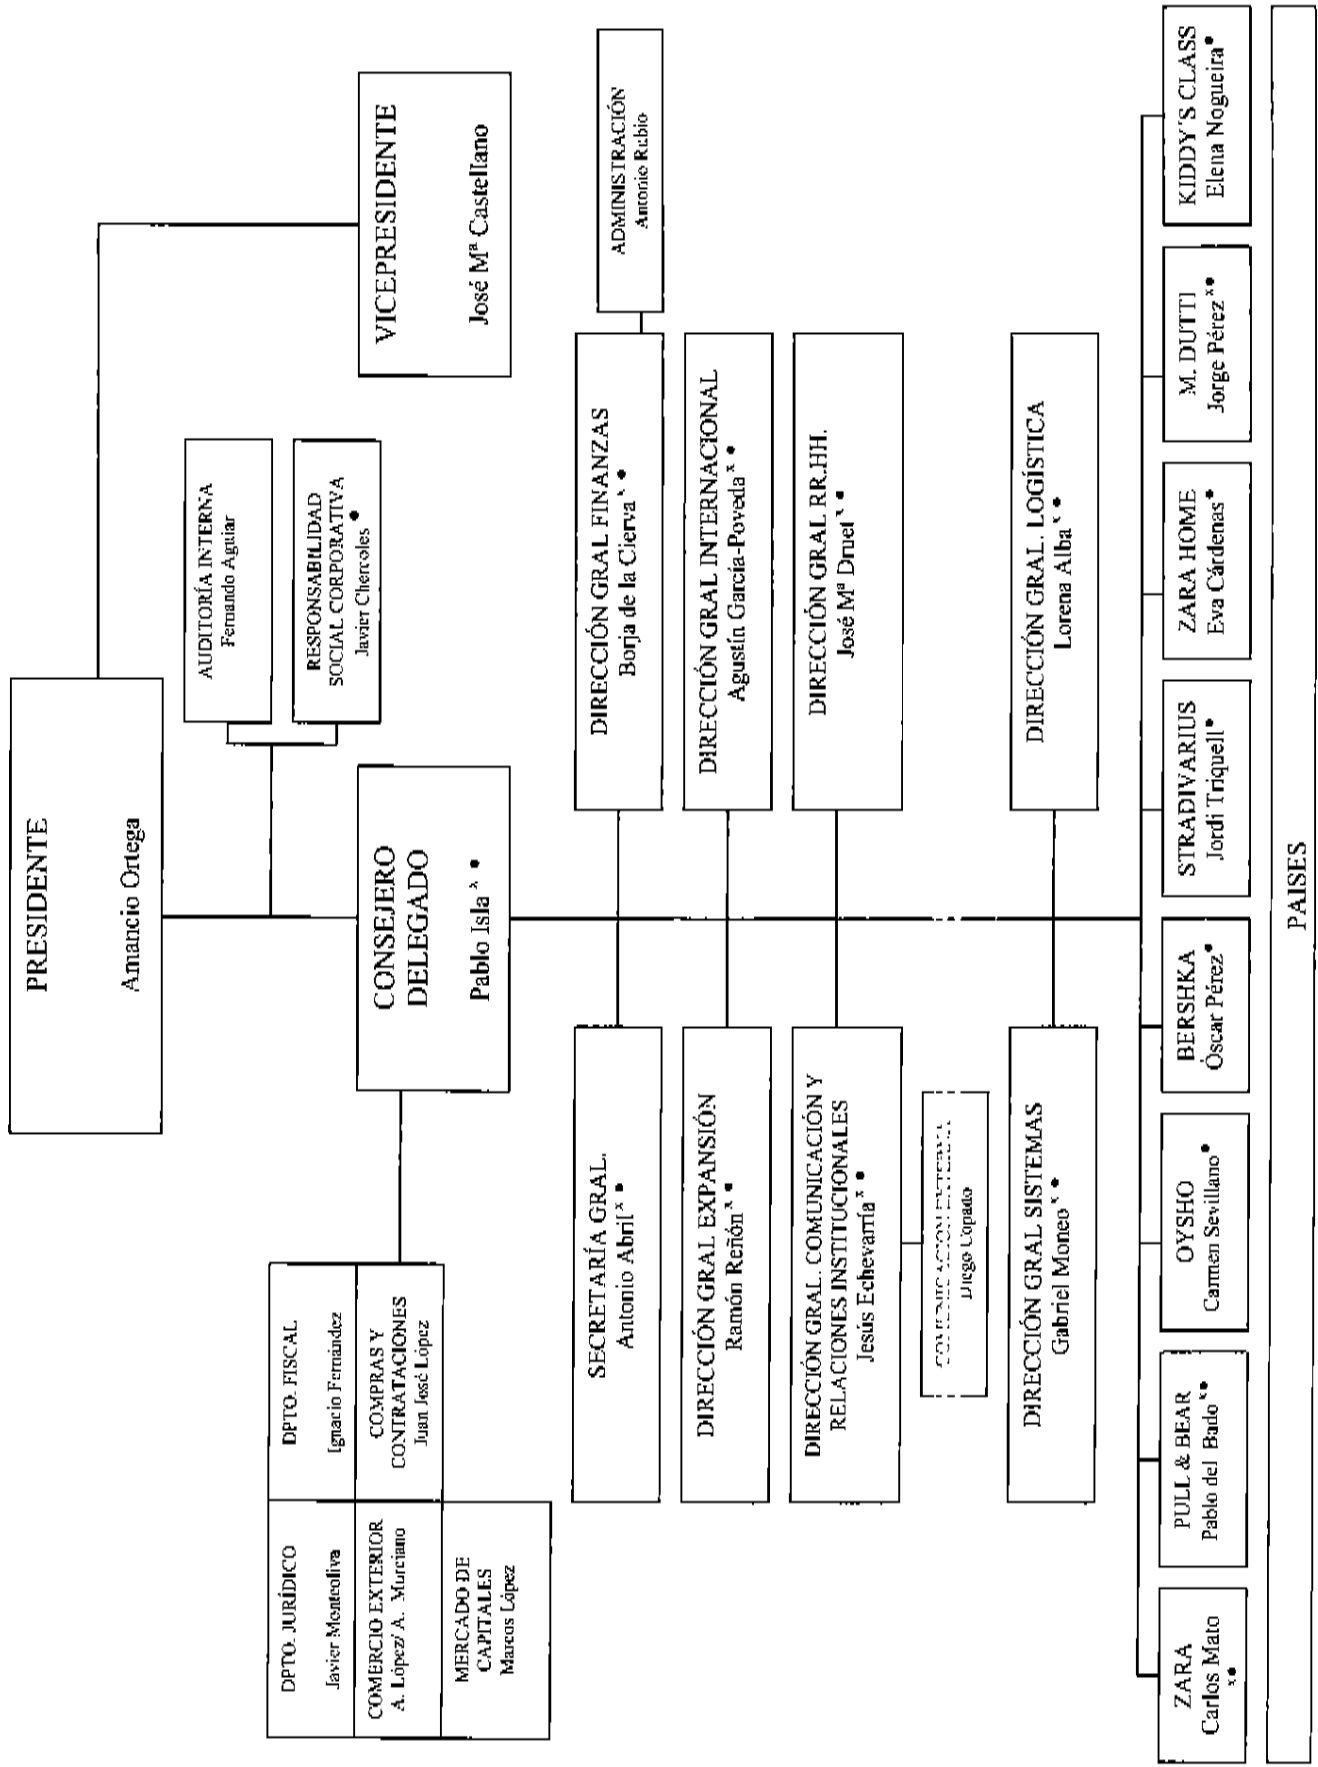 PRESIDENTE
Amancio Ortega
VICEPRESIDENTE
José Mª Castellano
AUDITORÍA INTERNA
Fernando Aguiar
RESPONSABILIDAD
SOCIAL CORPORATIVA
Javier Chercoles•
CONSEJERO
DELEGADO
Pablo Isla ˣ •
DPTO. JURÍDICO
Javier Monteoliva
DPTO. FISCAL
Ignacio Fernández
COMERCIO EXTERIOR
A. López/ A. Murciano
COMPRAS Y
CONTRATACIONES
Juan José López
MERCADO DE
CAPITALES
Marcos López
SECRETARÍA GRAL.
Antonio Abril ˣ •
DIRECCIÓN GRAL FINANZAS
Borja de la Cierva ˣ •
ADMINISTRACIÓN
Antonio Rubio
DIRECCIÓN GRAL EXPANSIÓN
Ramón Reñón ˣ •
DIRECCIÓN GRAL INTERNACIONAL
Agustín García-Poveda ˣ •
DIRECCIÓN GRAL. COMUNICACIÓN Y
RELACIONES INSTITUCIONALES
Jesús Echevarría ˣ •
DIRECCIÓN GRAL RR.HH.
José Mª Druet ˣ •
COMUNICACIÓN EXTERNA
Diego Copado
DIRECCIÓN GRAL SISTEMAS
Gabriel Moneo ˣ •
DIRECCIÓN GRAL. LOGÍSTICA
Lorena Alba ˣ •
ZARA
Carlos Mato
ˣ•
PULL & BEAR
Pablo del Bado ˣ•
OYSHO
Carmen Sevillano•
BERSHKA
Óscar Pérez•
STRADIVARIUS
Jordi Triquell•
ZARA HOME
Eva Cárdenas•
M. DUTTI
Jorge Pérez ˣ•
KIDDY'S CLASS
Elena Nogueira•
PAISES